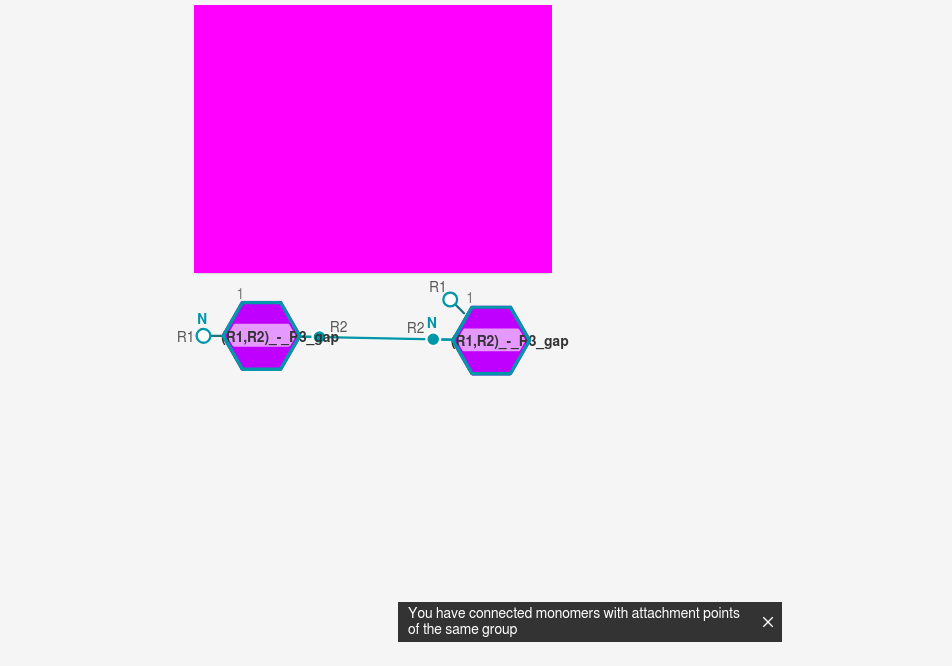 R1
1
1
N
N
R2
R2
R1
(R1,R2)_-_R3_gap
(R1,R2)_-_R3_gap
You have connected monomers with attachment points
of the same group